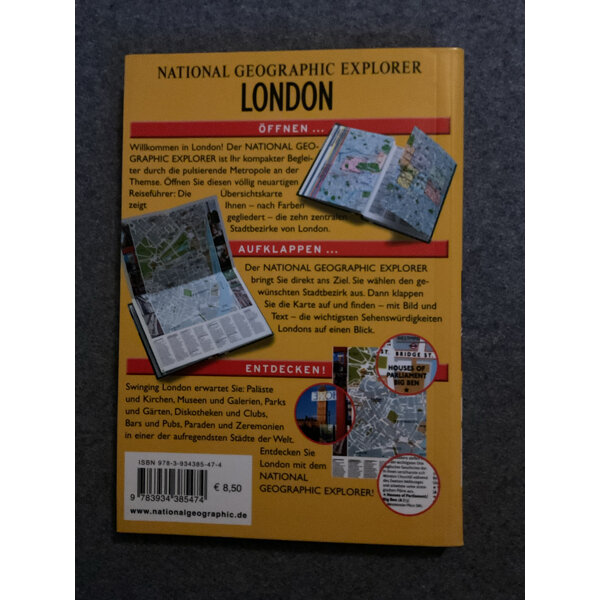 NATIONAL GEOGRAPHIC EXPLORER
LONDON
ÖFFNEN ...
Willkommen in London! Der NATIONAL GEO-
GRAPHIC EXPLORER ist Ihr kompakter Beglei-
ter durch die pulsierende Metropole an der
Themse. Öffnen Sie diesen völlig neuartigen
Reiseführer: Die Übersichtskarte
zeigt Ihnen – nach Farben
gegliedert – die zehn zentralen
Stadtbezirke von London.
AUFKLAPPEN ...
Der NATIONAL GEOGRAPHIC EXPLORER
bringt Sie direkt ans Ziel. Sie wählen den ge-
wünschten Stadtbezirk aus. Dann klappen
Sie die Karte auf und finden – mit Bild und
Text – die wichtigsten Sehenswürdigkeiten
Londons auf einen Blick.
ENTDECKEN!
Swinging London erwartet Sie: Paläste
und Kirchen, Museen und Galerien, Parks
und Gärten, Diskotheken und Clubs,
Bars und Pubs, Paraden und Zeremonien
in einer der aufregendsten Städte der Welt.
Entdecken Sie
London mit dem
NATIONAL
GEOGRAPHIC EXPLORER!
BRIDGE ST.
HOUSES OF
PARLIAMENT
BIG BEN
ISBN 978-3-934385-47-4
9 783934 385474
€ 8,50
www.nationalgeographic.de